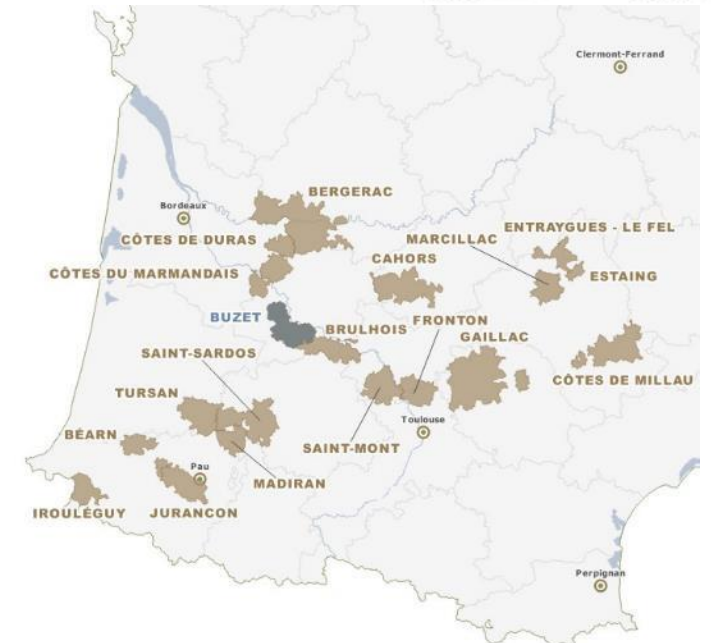 Clermont-Ferrand
BERGERAC
Bordeaux
ENTRAYGUES - LE FEL
CÔTES DE DURAS
MARCILLAC
CAHORS
CÔTES DU MARMANDAIS
ESTAING
BUZET
BRULHOIS
FRONTON
GAILLAC
SAINT-SARDOS
CÔTES DE MILLAU
TURSAN
Toulouse
BÉARN
SAINT-MONT
Pau
MADIRAN
IROULÉGUY
JURANCON
Perpignan